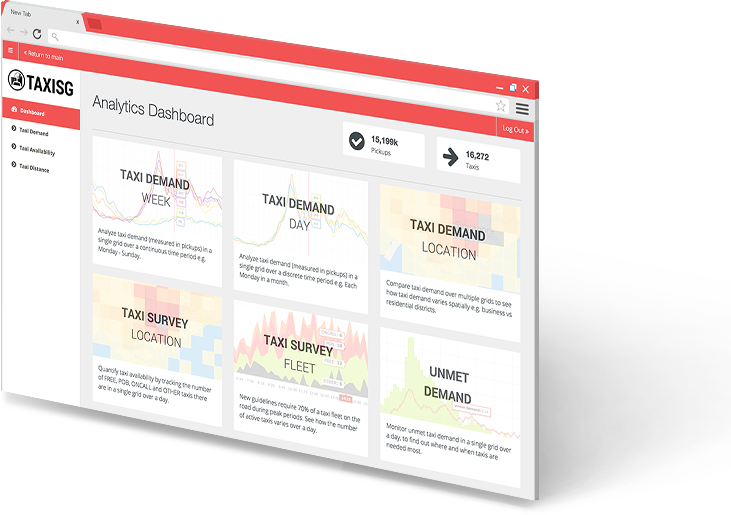 New Tab
x
< Return to main
TAXISG
Analytics Dashboard
Log Out »
15,199k
Pickups
16,272
Taxis
Dashboard
Taxi Demand
Taxi Availability
Taxi Distance
TAXI DEMAND
WEEK
Analyze taxi demand (measured in pickups) in a
single grid over a continuous time period e.g.
Monday - Sunday.
TAXI DEMAND
DAY
Analyze taxi demand (measured in pickups) in a
single grid over a discrete time period e.g. Each
Monday in a month.
TAXI DEMAND
LOCATION
Compare taxi demand over multiple grids to see
how taxi demand varies spatially e.g. business vs
residential districts.
TAXI SURVEY
LOCATION
Quansify taxi availability by tracking the number
of FREE, POB, ONCALL and OTHER taxis there
are in a single grid over a day.
TAXI SURVEY
FLEET
New guidelines require 70% of a taxi fleet on the
road during peak periods. See how the number
of active taxis varies over a day.
UNMET
DEMAND
Monitor unmet taxi demand in a single grid over
a day, to find out where and when taxis are
needed most.